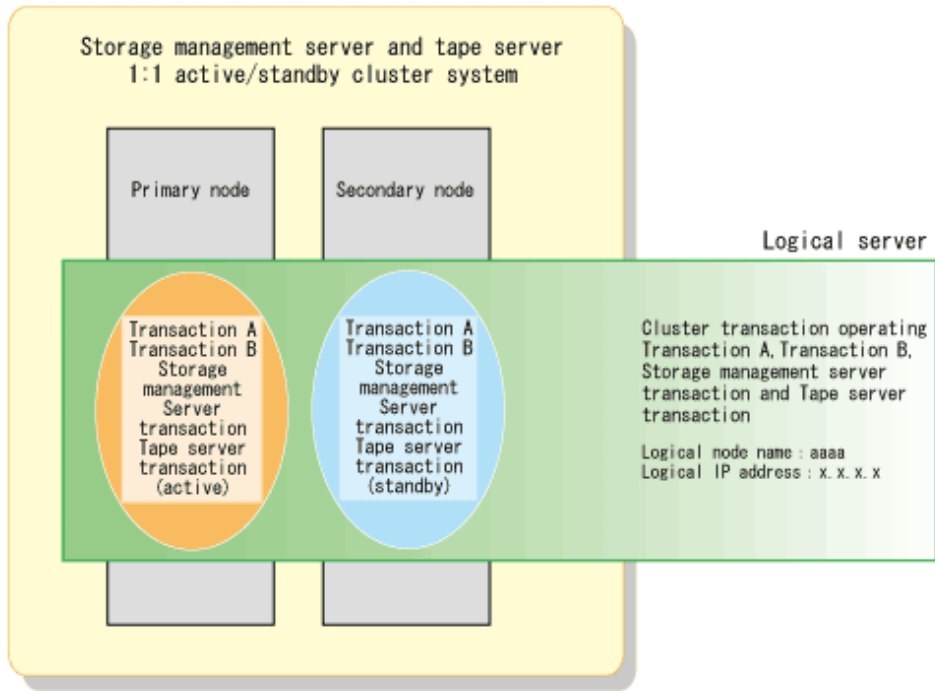 Storage management server and tape server
1:1 active/standby cluster system
Primary node
Secondary node
Logical server
Transaction A
Transaction B
Storage
management
Server
transaction
Tape server
transaction
(active)
Transaction A
Transaction B
Storage
management
Server
transaction
Tape server
transaction
(standby)
Cluster transaction operating
Transaction A, Transaction B,
Storage management server
transaction and Tape server
transaction
Logical node name : aaaa
Logical IP address : x.x.x.x